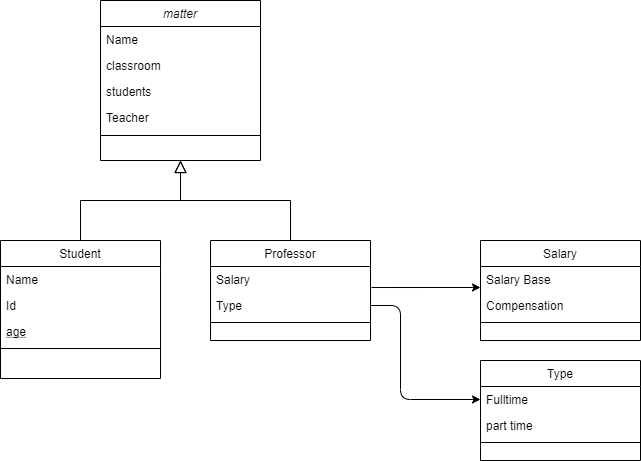 matter
Name
classroom
students
Teacher
Student
Name
Id
age
Professor
Salary
Type
Salary
Salary Base
Compensation
Type
Fulltime
part time